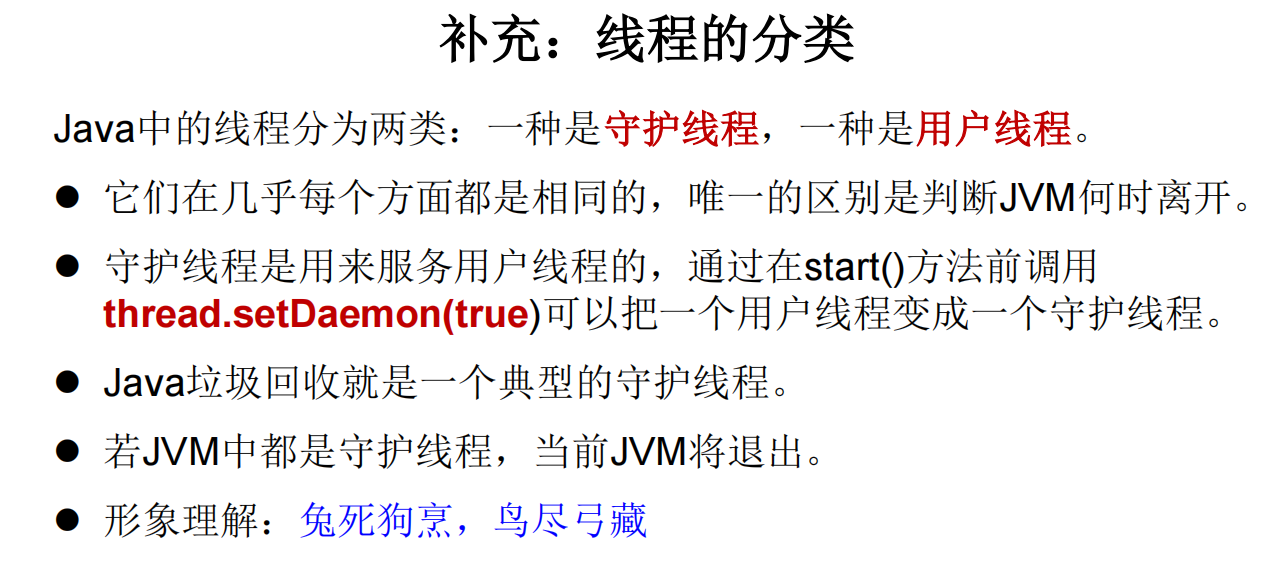 补充：线程的分类
Java中的线程分为两类：一种是守护线程，一种是用户线程。
● 它们在几乎每个方面都是相同的，唯一的区别是判断JVM何时离开。
● 守护线程是用来服务用户线程的，通过在start()方法前调用
thread.setDaemon(true)可以把一个用户线程变成一个守护线程。
● Java垃圾回收就是一个典型的守护线程。
● 若JVM中都是守护线程，当前JVM将退出。
● 形象理解：兔死狗烹，鸟尽弓藏